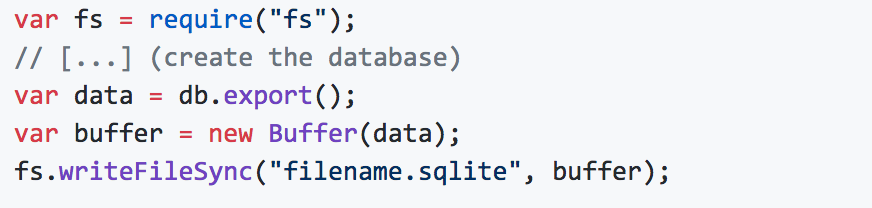 var fs = require("fs");
// [...] (create the database)
var data = db.export();
var buffer = new Buffer(data);
fs.writeFileSync("filename.sqlite", buffer);